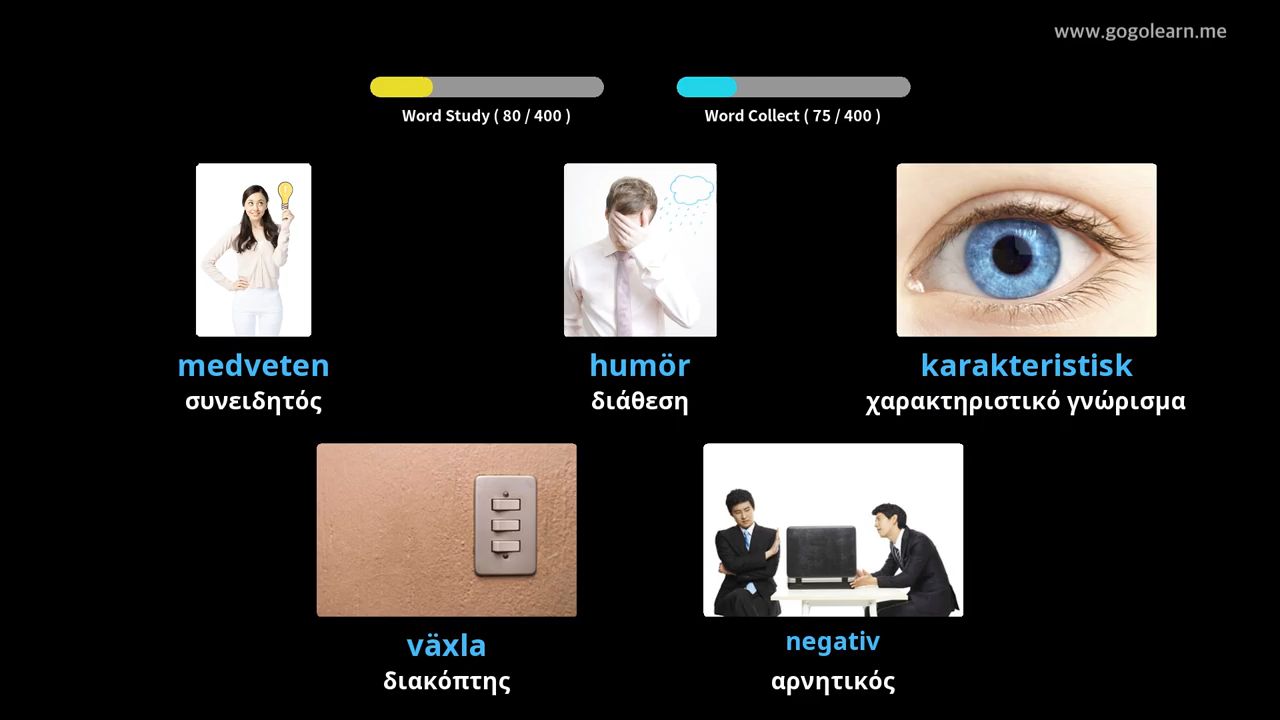 www.gogolearn.me
Word Study ( 80 / 400 )
Word Collect ( 75 / 400 )
medveten
συνειδητός
humör
διάθεση
karakteristisk
χαρακτηριστικό γνώρισμα
växla
διακόπτης
negativ
αρνητικός